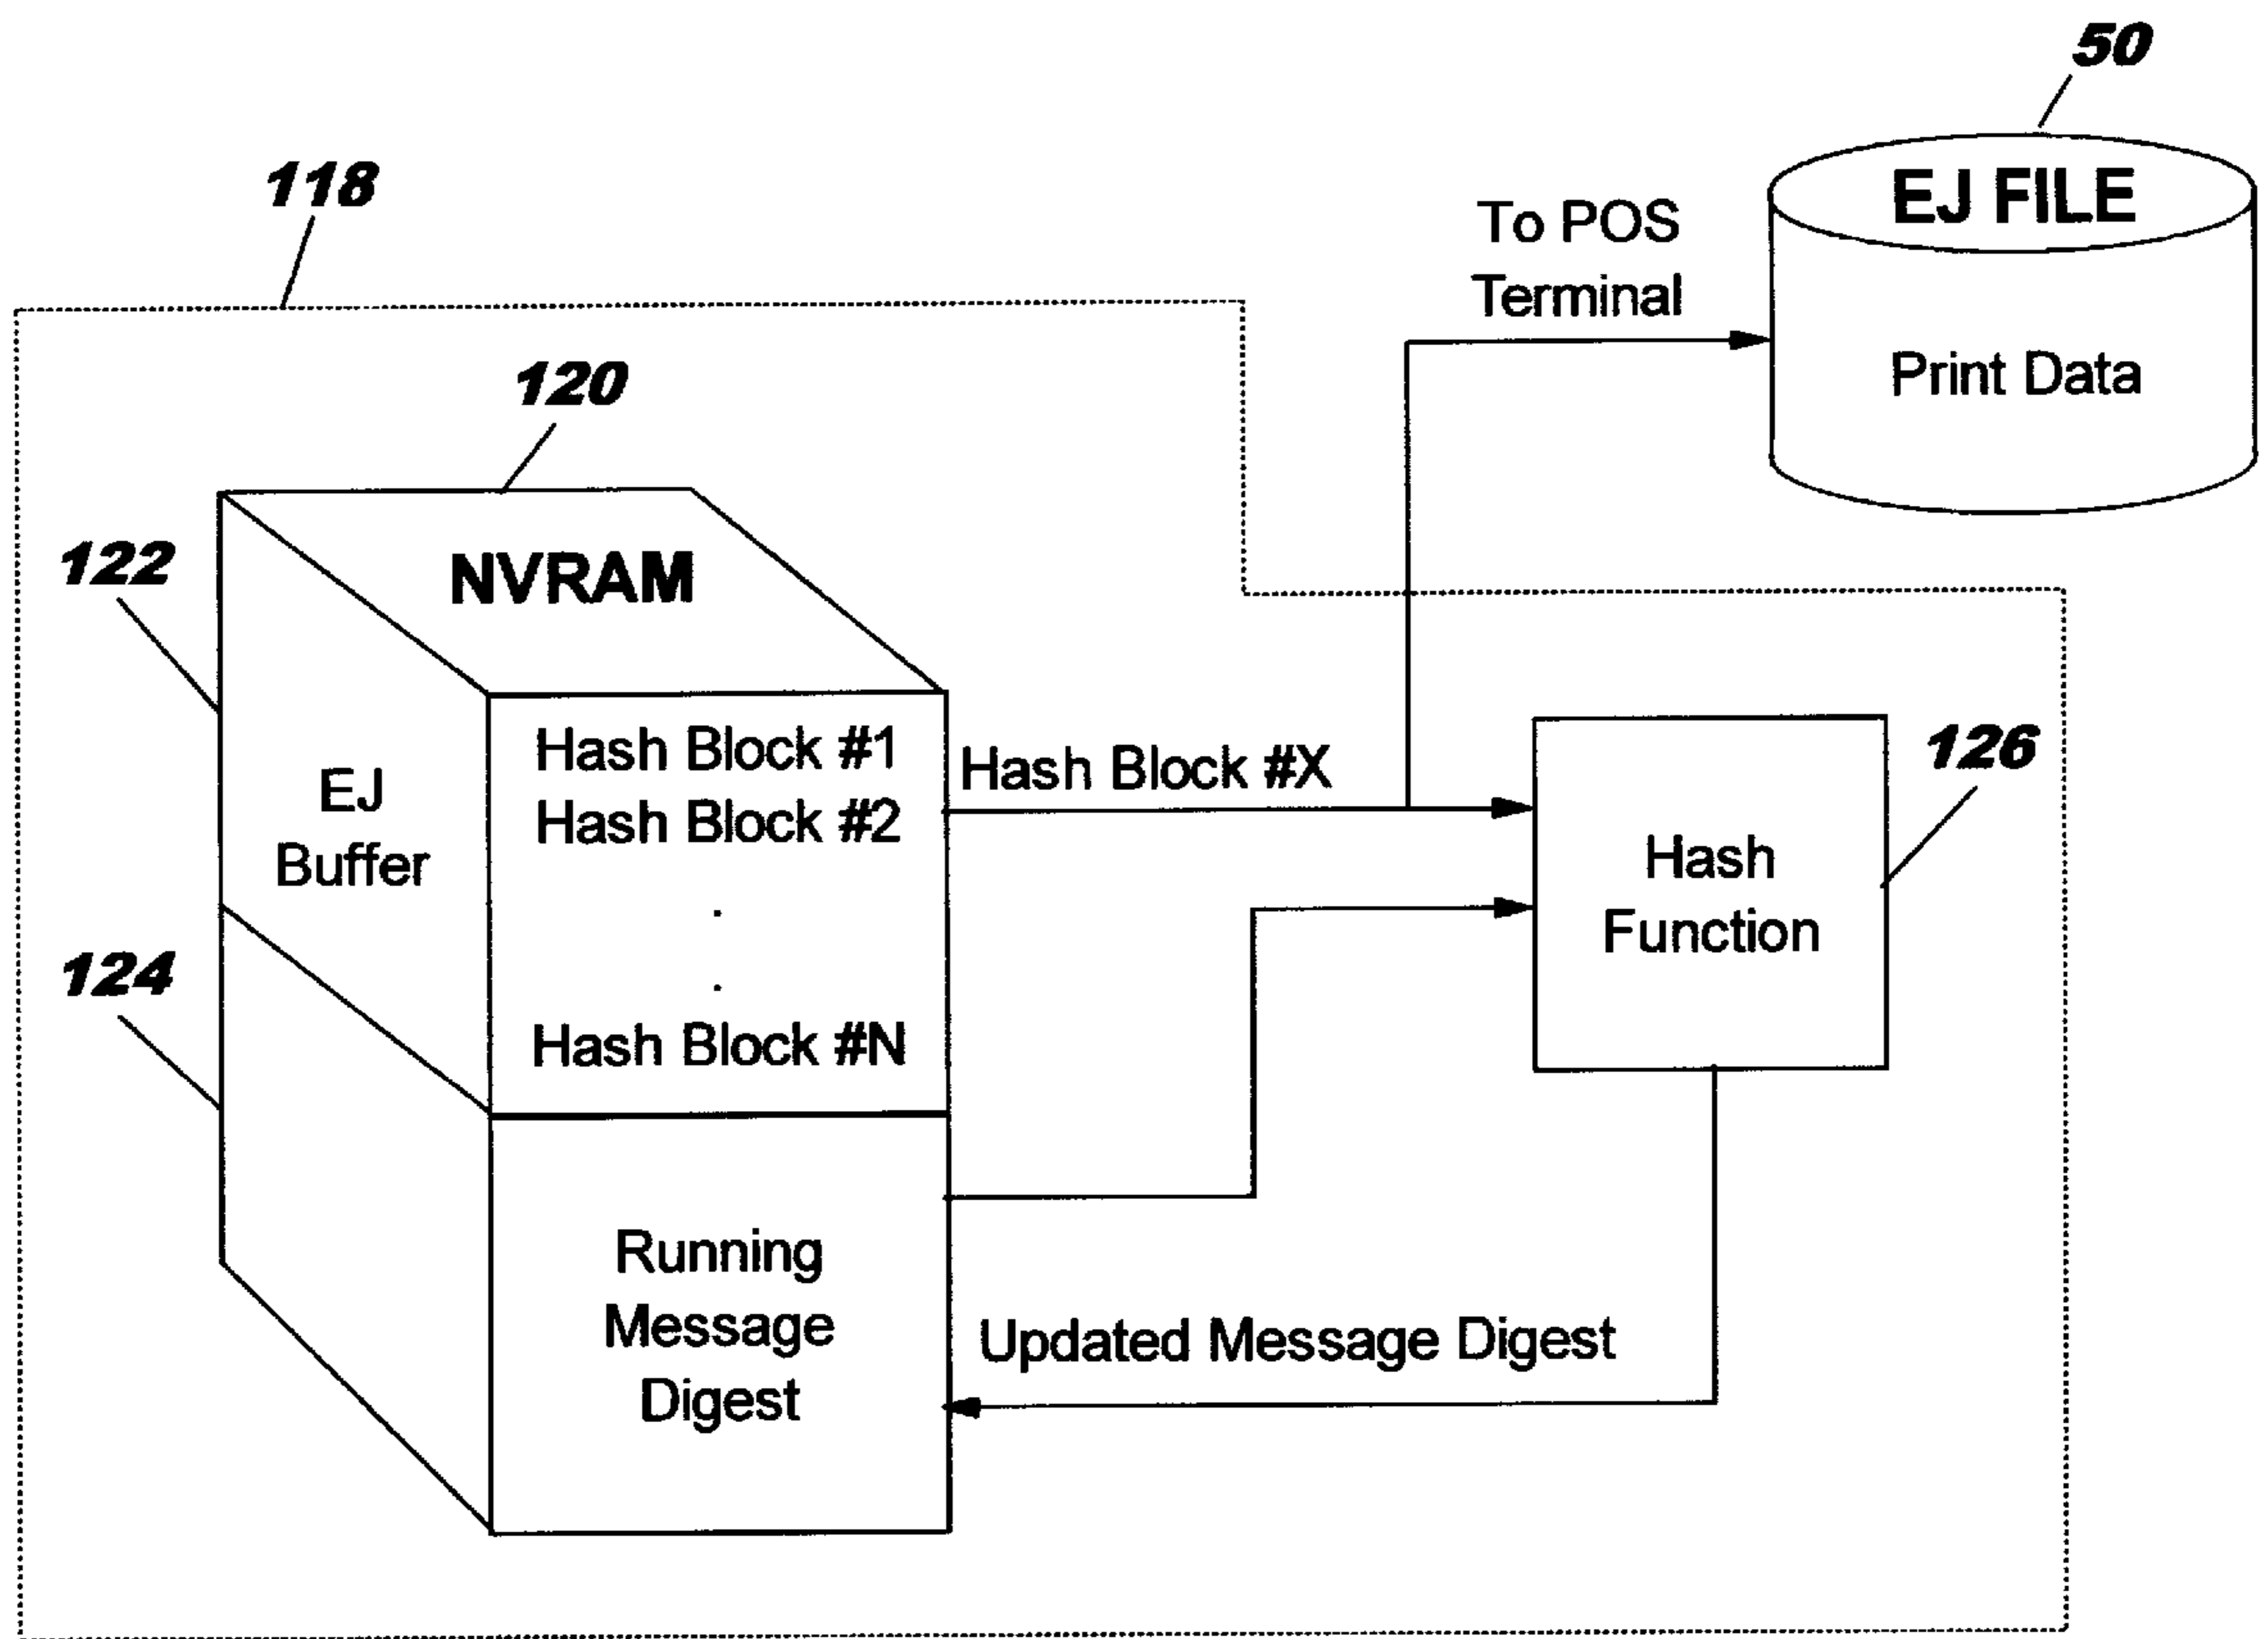 50
118
EJ FILE
To POS
Terminal
Print Data
120
122
NVRAM
Hash Block #1
Hash Block #X
126
EJ
Buffer
Hash Block #2
.
.
Hash Block #N
Hash
Function
124
Running
Message
Digest
Updated Message Digest